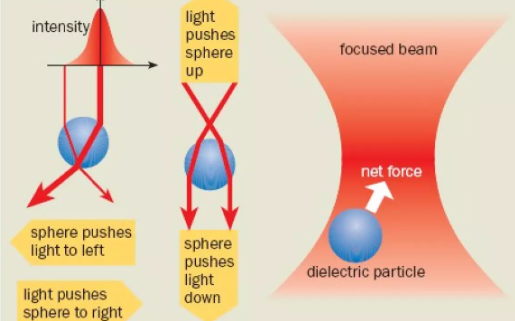 intensity
sphere pushes
light to left
light pushes
sphere to right
light
pushes
sphere
up
sphere
pushes
light
down
focused beam
net force
dielectric particle